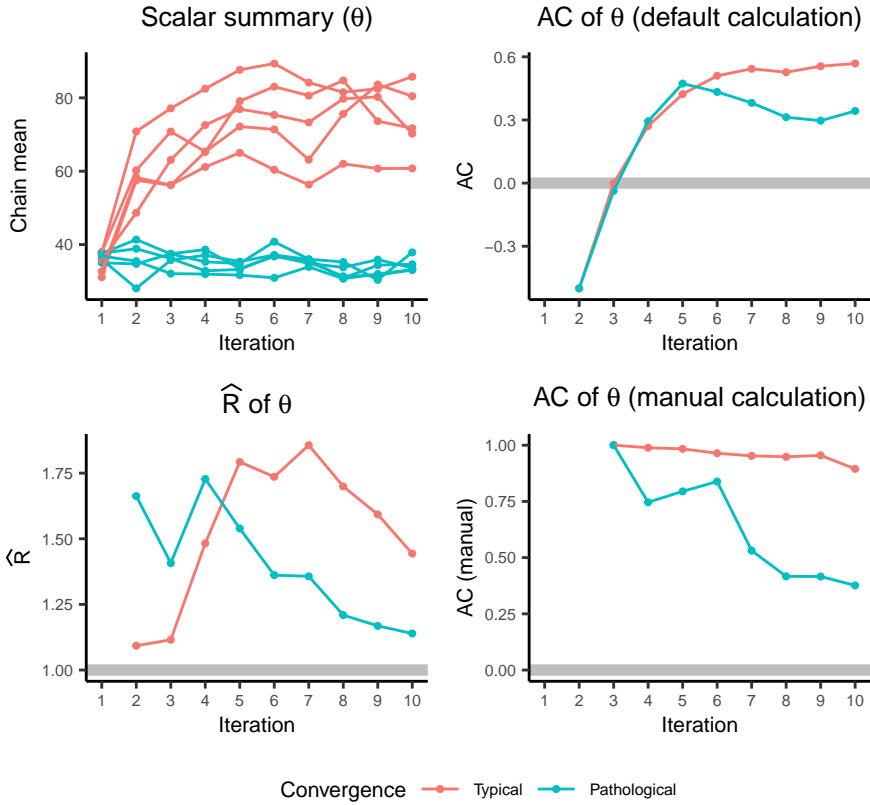 Scalar summary (θ)
Chain mean
80
60
40
1 2 3 4 5 6 7 8 9 10
Iteration
AC of θ (default calculation)
AC
0.6
0.3
0.0
−0.3
1 2 3 4 5 6 7 8 9 10
Iteration
R̂ of θ
R̂
1.75
1.50
1.25
1.00
1 2 3 4 5 6 7 8 9 10
Iteration
AC of θ (manual calculation)
AC (manual)
1.00
0.75
0.50
0.25
0.00
1 2 3 4 5 6 7 8 9 10
Iteration
Convergence Typical Pathological